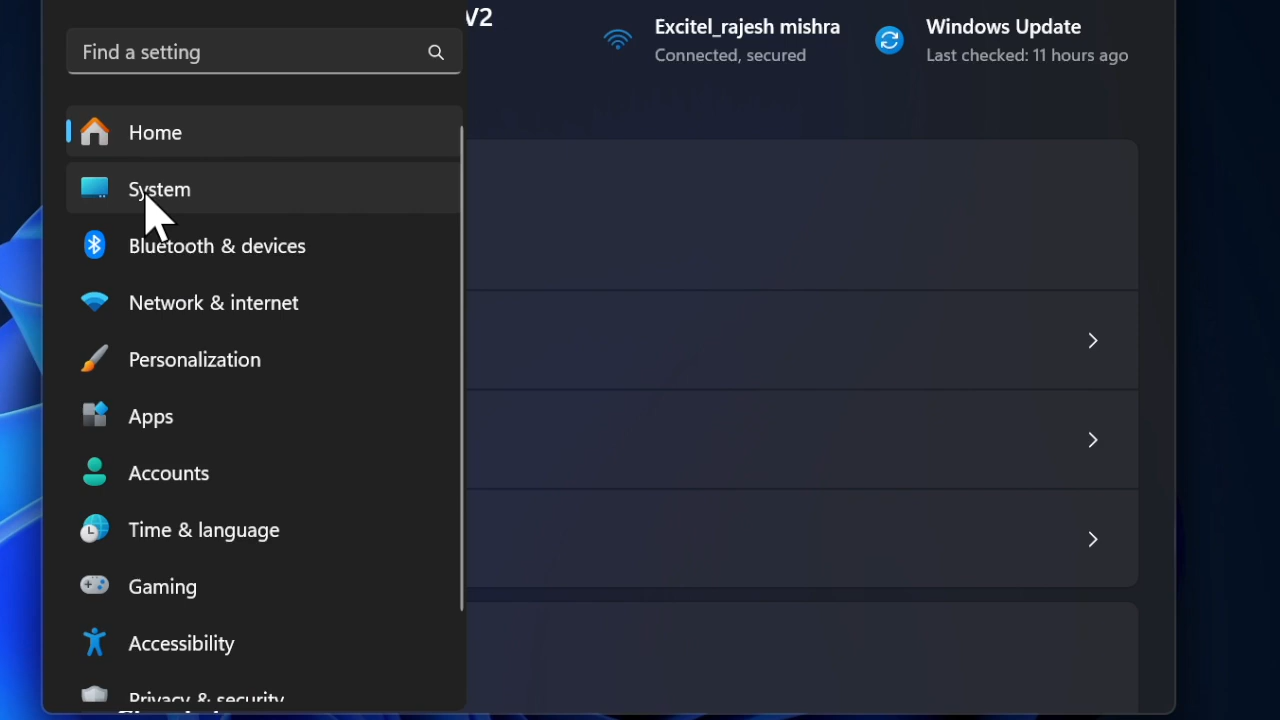 V2
Excitel_rajesh mishra
Connected, secured
Windows Update
Last checked: 11 hours ago
Find a setting
Home
System
Bluetooth & devices
Network & internet
Personalization
Apps
Accounts
Time & language
Gaming
Accessibility
Privacy & security